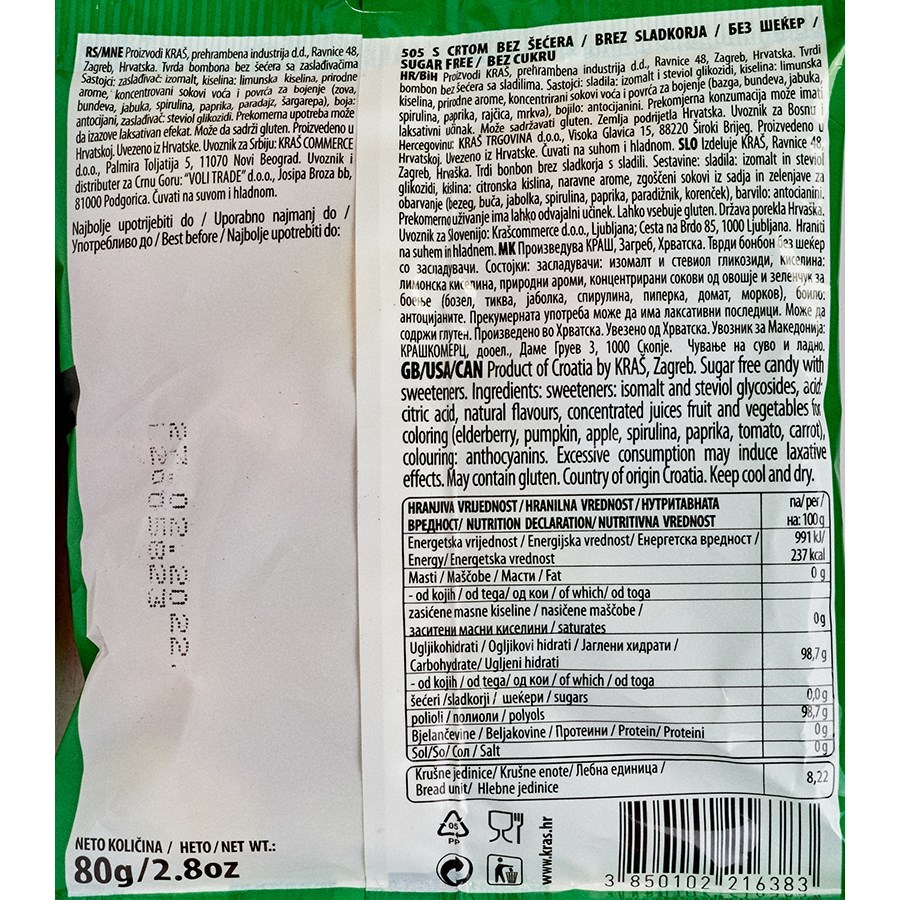 RS/MNE Proizvodi KRAŠ, prehrambena industrija d.d., Ravnice 48,
Zagreb, Hrvatska. Tvrda bombona bez šećera sa zaslađivačima
Sastojci: zaslađivač: izomalt, kiselina: limunska kiselina, prirodne
arome, koncentrovani sokovi voća i povrća za bojenje (zova,
bundeva, jabuka, spirulina, paprika, paradajz, šargarepa), boja:
antocijani, zaslađivač: steviol glikozidi. Prekomerna upotreba može
da izazove laksativan efekat. Može da sadrži gluten. Proizvedeno u
Hrvatskoj. Uvezeno iz Hrvatske. Uvoznik za Srbiju: KRAŠ COMMERCE
d.o.o., Palmira Toljatija 5, 11070 Novi Beograd. Uvoznik i
distributer za Crnu Goru: "VOLI TRADE" d.o.o., Josipa Broza bb,
81000 Podgorica. Čuvati na suvom i hladnom.
Najbolje upotrijebiti do / Uporabno najmanj do /
Употребливо до / Best before / Najbolje upotrebiti do:
27.02.2022.
NETO KOLIČINA / НЕТО / NET WT.:
80g/2.8oz
505 S CRTOM BEZ ŠEĆERA / BREZ SLADKORJA / БЕЗ ШЕЌЕР /
SUGAR FREE / BEZ CUKRU
HR/BiH Proizvodi KRAŠ, prehrambena industrija d.d., Ravnice 48, Zagreb, Hrvatska. Tvrdi
bombon bez šećera sa sladilima. Sastojci: sladila: izomalt i steviol glikozidi, kiselina: limunska
kiselina, prirodne arome, koncentrirani sokovi voća i povrća za bojenje (bazga, bundeva, jabuka,
spirulina, paprika, rajčica, mrkva), bojilo: antocijanini. Prekomjerna konzumacija može imati
laksativni učinak. Može sadržavati gluten. Zemlja podrijetla Hrvatska. Uvoznik za Bosnu i
Hercegovinu: KRAŠ TRGOVINA d.o.o., Visoka Glavica 15, 88220 Široki Brijeg. Proizvedeno u
Hrvatskoj. Uvezeno iz Hrvatske. Čuvati na suhom i hladnom. SLO Izdeluje KRAŠ, Ravnice 48,
Zagreb, Hrvaška. Trdi bonbon brez sladkorja s sladili. Sestavine: sladila: izomalt in steviol
glikozidi, kislina: citronska kislina, naravne arome, zgoščeni sokovi iz sadja in zelenjave za
obarvanje (bezeg, buča, jabolka, spirulina, paprika, paradižnik, korenček), barvilo: antocianini.
Prekomerno uživanje ima lahko odvajalni učinek. Lahko vsebuje gluten. Država porekla Hrvaška.
Uvoznik za Slovenijo: Krašcommerce d.o.o., Ljubljana; Cesta na Brdo 85, 1000 Ljubljana. Hraniti
na suhem in hladnem. MK Произведува КРАШ, Загреб, Хрватска. Тврди бонбон без шеќер
со засладувачи. Состојки: засладувачи: изомалт и стевиол гликозиди, киселина:
лимонска киселина, природни ароми, концентрирани сокови од овошје и зеленчук за
боење (бозел, тиква, јаболка, спирулина, пиперка, домат, морков), боило:
антоцијаните. Прекумерната употреба може да има лаксативни последици. Може да
содржи глутен. Произведено во Хрватска. Увезено од Хрватска. Увозник за Македонија:
КРАШКОМЕРЦ, дооел., Даме Груев 3, 1000 Скопје. Чување на суво и ладно.
GB/USA/CAN Product of Croatia by KRAŠ, Zagreb. Sugar free candy with
sweeteners. Ingredients: sweeteners: isomalt and steviol glycosides, acid:
citric acid, natural flavours, concentrated juices fruit and vegetables for
coloring (elderberry, pumpkin, apple, spirulina, paprika, tomato, carrot),
colouring: anthocyanins. Excessive consumption may induce laxative
effects. May contain gluten. Country of origin Croatia. Keep cool and dry.
HRANJIVA VRIJEDNOST / HRANILNA VREDNOST / НУТРИТАВНАТА na/ per/
ВРЕДНОСТ/ NUTRITION DECLARATION/ NUTRITIVNA VREDNOST на: 100 g
Energetska vrijednost / Energijska vrednost/ Енергетска вредност / 991 kJ/
Energy/ Energetska vrednost 237 kcal
Masti / Maščobe / Масти / Fat 0 g
- od kojih / od tega/ од кои / of which/ od toga
zasićene masne kiseline / nasičene maščobe /
заситени масни киселини / saturates 0 g
Ugljikohidrati / Ogljikovi hidrati / Јаглени хидрати /
Carbohydrate/ Ugljeni hidrati 98,7 g
- od kojih / od tega/ од кои / of which / od toga
šećeri /sladkorji / шеќери / sugars 0,0 g
polioli / полиоли / polyols 98,7 g
Bjelančevine / Beljakovine / Протеини / Protein/ Proteini 0 g
Sol/So/ Сол / Salt 0 g
Krušne jedinice/ Krušne enote/ Лебна единица /
Bread unit/ Hlebne jedinice 8,22
05
PP
www.kras.hr
3 850102 216383